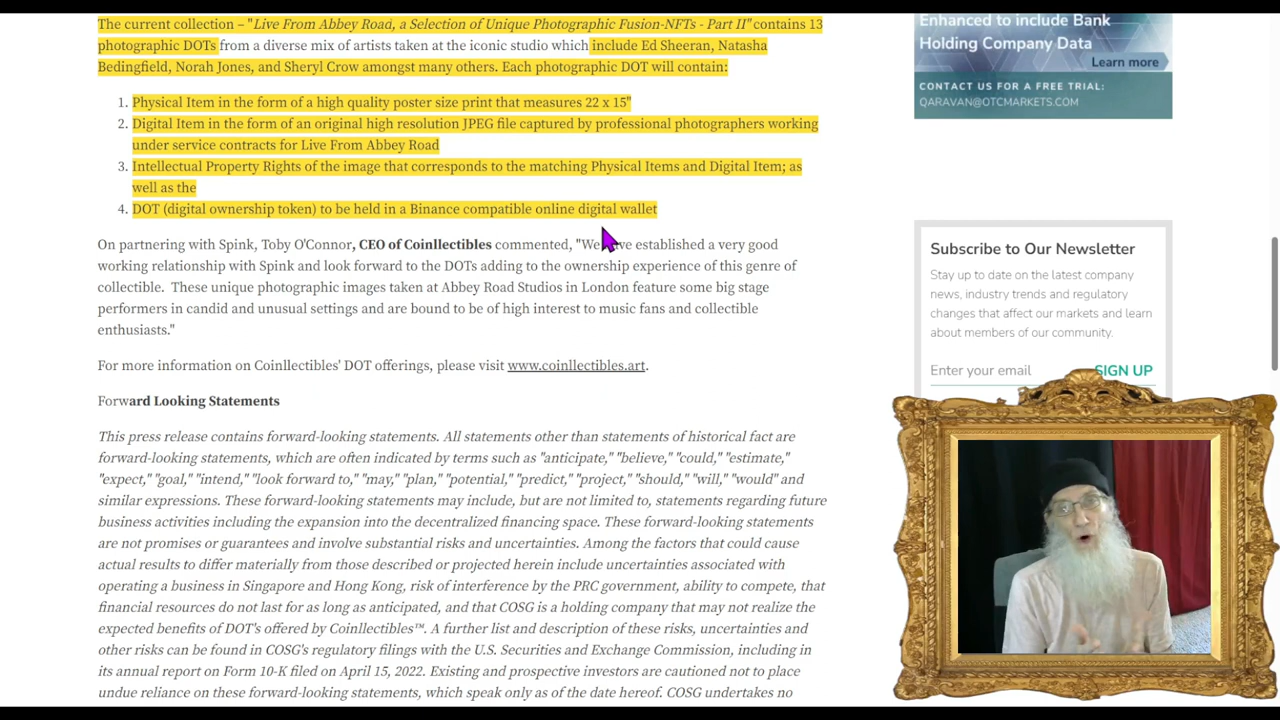 The current collection – "Live From Abbey Road, a Selection of Unique Photographic Fusion-NFTs - Part II" contains 13
photographic DOTs from a diverse mix of artists taken at the iconic studio which include Ed Sheeran, Natasha
Bedingfield, Norah Jones, and Sheryl Crow amongst many others. Each photographic DOT will contain:
1. Physical Item in the form of a high quality poster size print that measures 22 x 15"
2. Digital Item in the form of an original high resolution JPEG file captured by professional photographers working
under service contracts for Live From Abbey Road
3. Intellectual Property Rights of the image that corresponds to the matching Physical Items and Digital Item; as
well as the
4. DOT (digital ownership token) to be held in a Binance compatible online digital wallet
On partnering with Spink, Toby O'Connor, CEO of Coinllectibles commented, "We have established a very good
working relationship with Spink and look forward to the DOTs adding to the ownership experience of this genre of
collectible. These unique photographic images taken at Abbey Road Studios in London feature some big stage
performers in candid and unusual settings and are bound to be of high interest to music fans and collectible
enthusiasts."
For more information on Coinllectibles' DOT offerings, please visit www.coinllectibles.art.
Forward Looking Statements
This press release contains forward-looking statements. All statements other than statements of historical fact are
forward-looking statements, which are often indicated by terms such as "anticipate," "believe," "could," "estimate,"
"expect," "goal," "intend," "look forward to," "may," "plan," "potential," "predict," "project," "should," "will," "would" and
similar expressions. These forward-looking statements may include, but are not limited to, statements regarding future
business activities including the expansion into the decentralized financing space. These forward-looking statements
are not promises or guarantees and involve substantial risks and uncertainties. Among the factors that could cause
actual results to differ materially from those described or projected herein include uncertainties associated with
operating a business in Singapore and Hong Kong, risk of interference by the PRC government, ability to compete, that
financial resources do not last for as long as anticipated, and that COSG is a holding company that may not realize the
expected benefits of DOT's offered by Coinllectibles™. A further list and description of these risks, uncertainties and
other risks can be found in COSG's regulatory filings with the U.S. Securities and Exchange Commission, including in
its annual report on Form 10-K filed on April 15, 2022. Existing and prospective investors are cautioned not to place
undue reliance on these forward-looking statements, which speak only as of the date hereof. COSG undertakes no
Enhanced to include Bank
Holding Company Data
Learn more
CONTACT US FOR A FREE TRIAL:
QARAVAN@OTCMARKETS.COM
Subscribe to Our Newsletter
Stay up to date on the latest company
news, industry trends and regulatory
changes that affect our markets and learn
about members of our community.
Enter your email SIGN UP